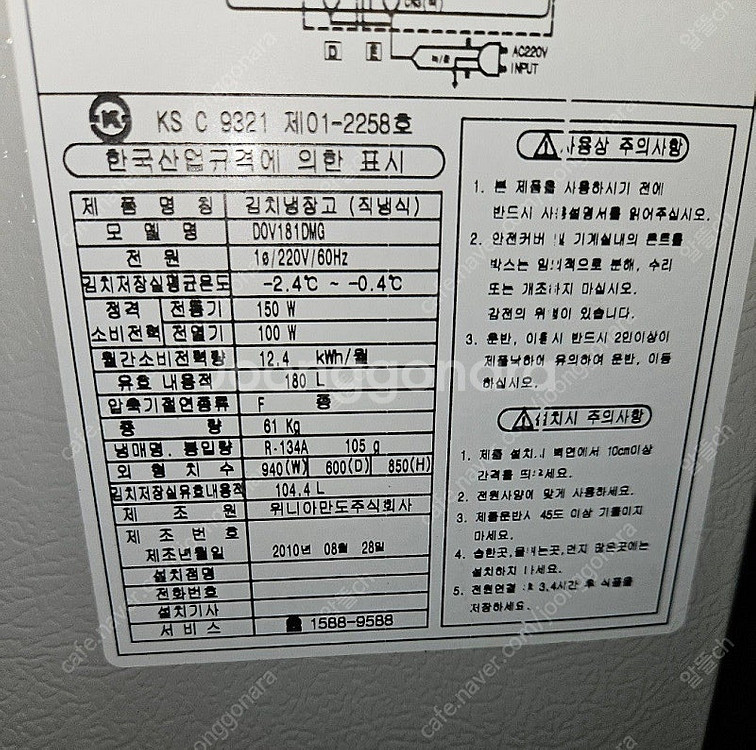 AC220V
INPUT
D E
KS C 9321 제01-2258호
한국산업규격에 의한 표시
제 품 명 칭 김치냉장고 (직냉식)
모 델 명 DOV181DMG
전 원 1ø/220V/60Hz
김치저장실평균온도 -2.4℃ ~ -0.4℃
정격 전동기 150 W
소비전력 전열기 100 W
월간소비전력량 12.4 kWh/월
유효 내용적 180 L
압축기절연종류 F 종
중 량 61 Kg
냉매명, 봉입량 R-134A 105 g
외 형 치 수 940(W) 600(D) 850(H)
김치저장실유효내용적 104.4 L
제 조 원 위니아만도주식회사
제 조 번 호
제조년월일 2010년 08월 28일
설치점명
전화번호
설치기사
서 비 스 ☎ 1588-9588
사용상 주의사항
1. 본 제품을 사용하시기 전에
반드시 사용설명서를 읽어주십시오.
2. 안전커버 및 기계실내의 콘트롤
박스는 임의적으로 분해, 수리
또는 개조하지 마십시오.
감전의 위험이 있습니다.
3. 운반, 이동시 반드시 2인이상이
제품낙하에 유의하여 운반, 이동
하십시오.
설치시 주의사항
1. 제품 설치시 벽면에서 10cm이상
간격을 띄우세요.
2. 전원사양에 맞게 사용하세요.
3. 제품운반시 45도 이상 기울이지
마세요.
4. 습한곳,물튀는곳,먼지 많은곳에는
설치하지 마세요.
5. 전원연결 후 3,4시간 후 식품을
저장하세요.
joonggonara
cafe.naver.com/joonggonara
알뜰ch